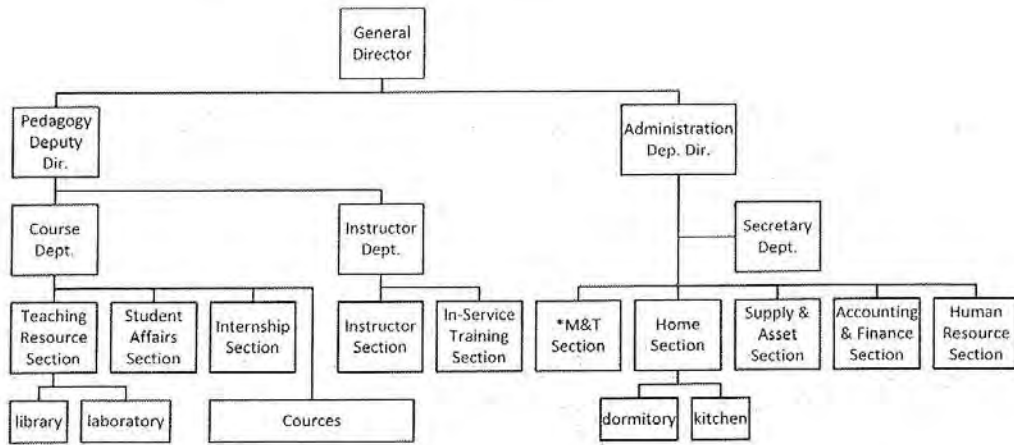 General
Director
Pedagogy
Deputy
Dir.
Administration
Dep. Dir.
Course
Dept.
Instructor
Dept.
Secretary
Dept.
Teaching
Resource
Section
Student
Affairs
Section
Internship
Section
Instructor
Section
In-Service
Training
Section
*M&T
Section
Home
Section
Supply &
Asset
Section
Accounting
& Finance
Section
Human
Resource
Section
library
laboratory
Cources
dormitory
kitchen